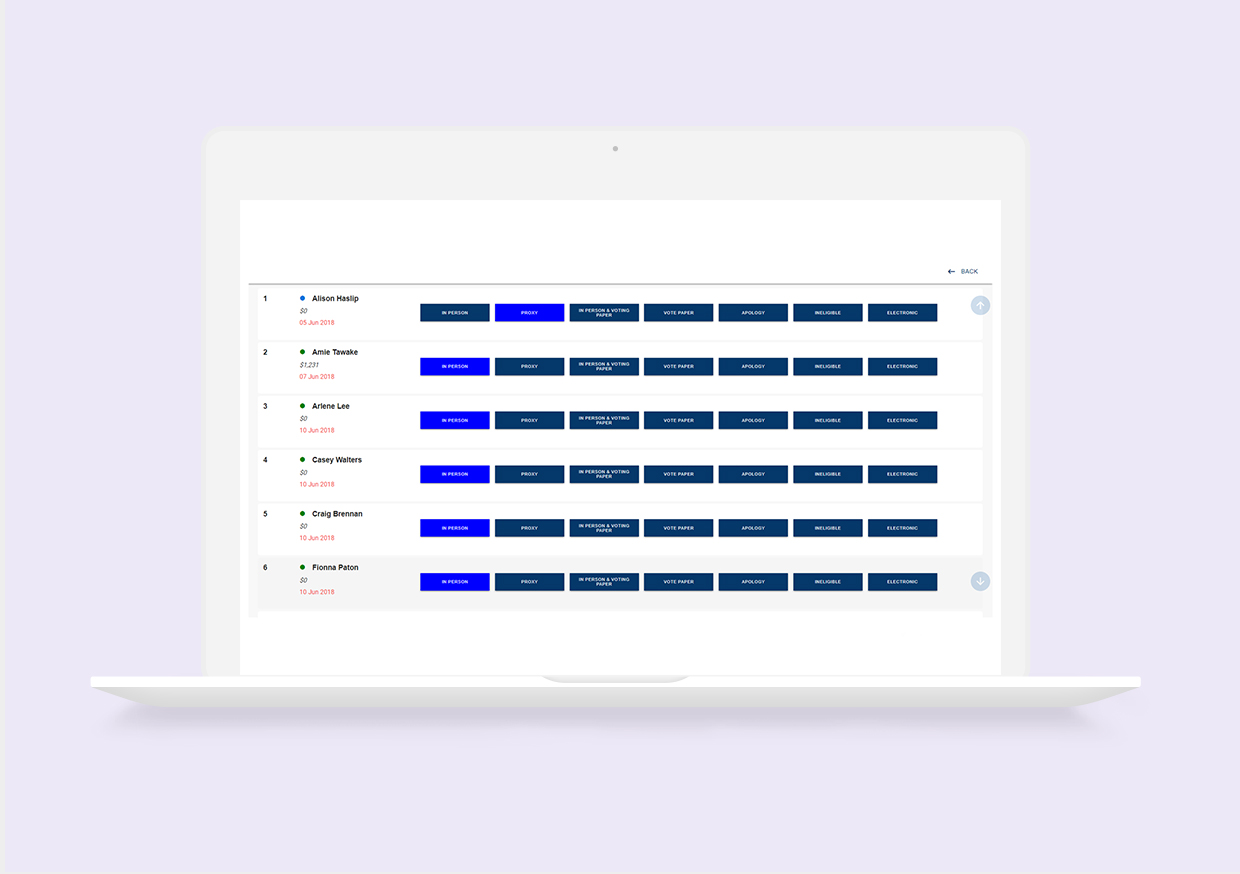 BACK
1 Alison Haslip
$0
05 Jun 2018
IN PERSON PROXY IN PERSON & VOTING PAPER VOTE PAPER APOLOGY INELIGIBLE ELECTRONIC
2 Amie Tawake
$1,231
07 Jun 2018
IN PERSON PROXY IN PERSON & VOTING PAPER VOTE PAPER APOLOGY INELIGIBLE ELECTRONIC
3 Arlene Lee
$0
10 Jun 2018
IN PERSON PROXY IN PERSON & VOTING PAPER VOTE PAPER APOLOGY INELIGIBLE ELECTRONIC
4 Casey Walters
$0
10 Jun 2018
IN PERSON PROXY IN PERSON & VOTING PAPER VOTE PAPER APOLOGY INELIGIBLE ELECTRONIC
5 Craig Brennan
$0
10 Jun 2018
IN PERSON PROXY IN PERSON & VOTING PAPER VOTE PAPER APOLOGY INELIGIBLE ELECTRONIC
6 Fionna Paton
$0
10 Jun 2018
IN PERSON PROXY IN PERSON & VOTING PAPER VOTE PAPER APOLOGY INELIGIBLE ELECTRONIC